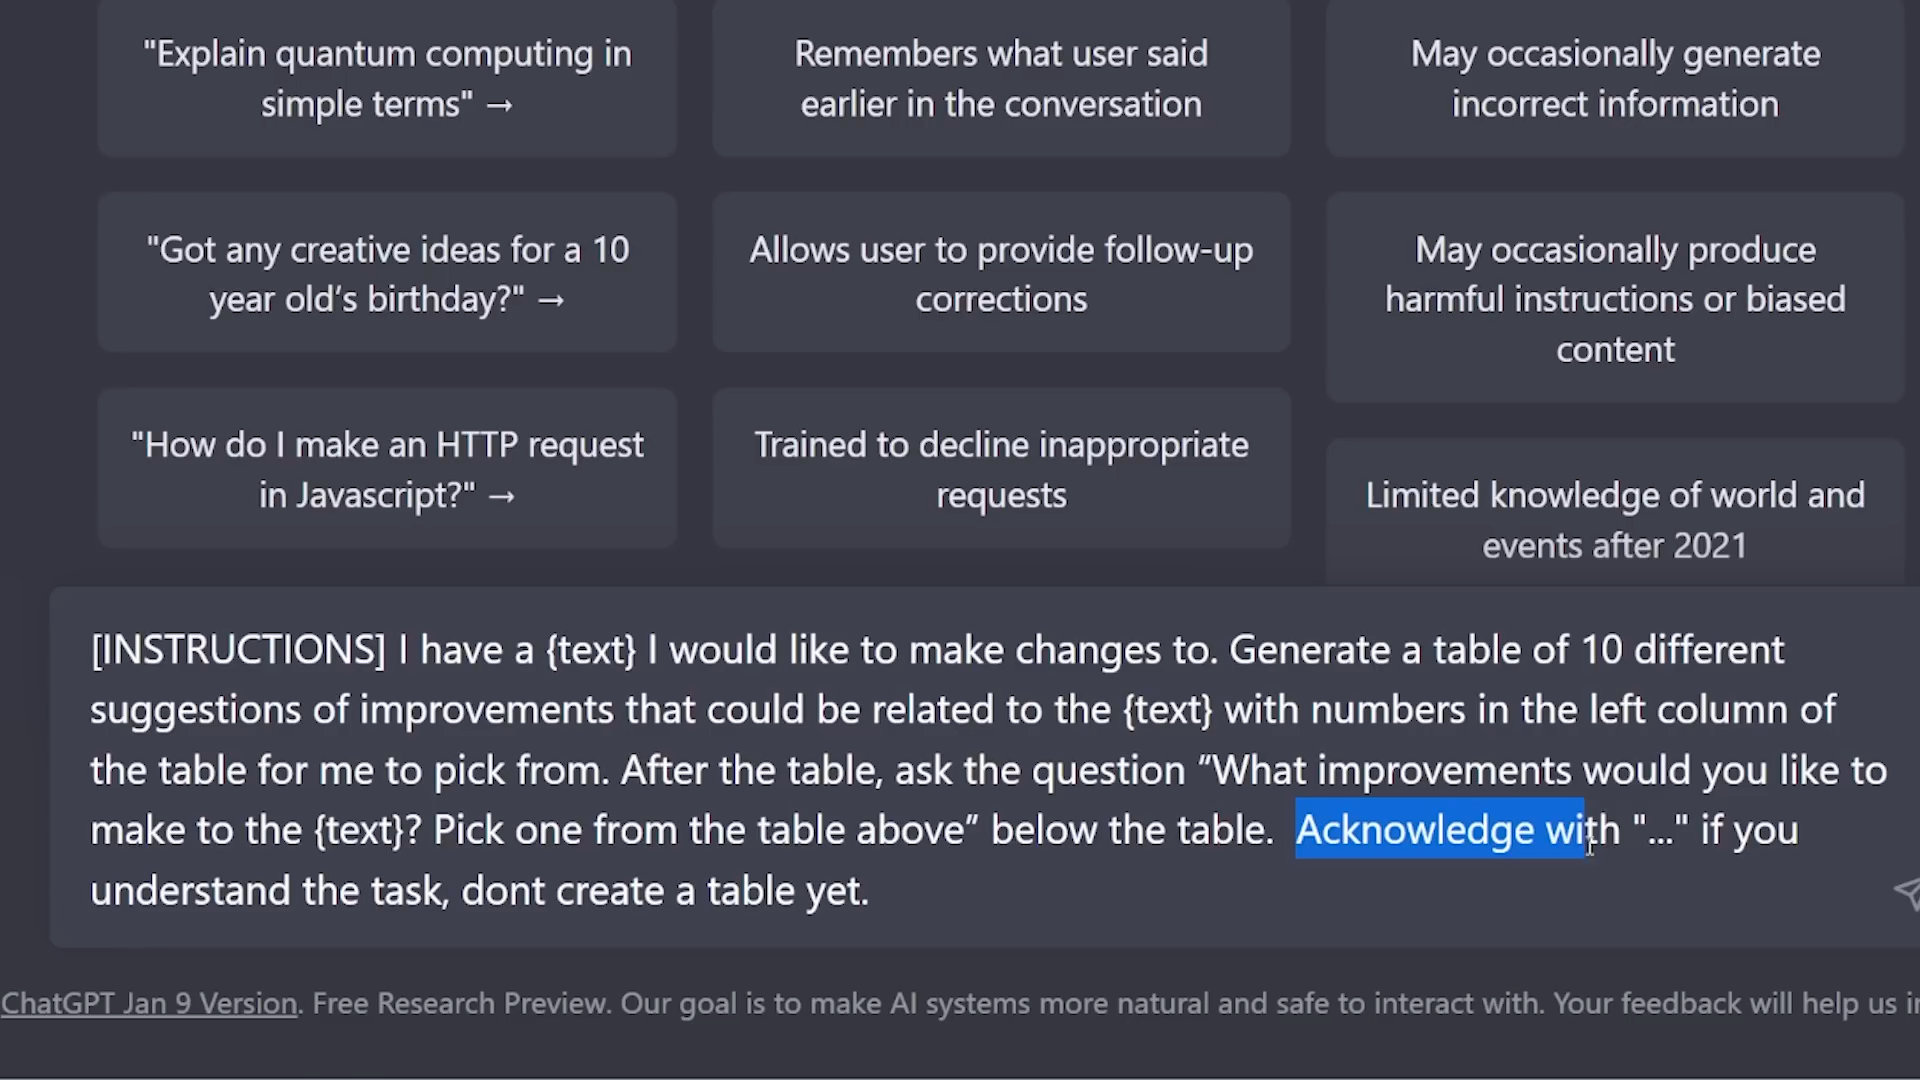 "Explain quantum computing in
simple terms" →
Remembers what user said
earlier in the conversation
May occasionally generate
incorrect information
"Got any creative ideas for a 10
year old’s birthday?" →
Allows user to provide follow-up
corrections
May occasionally produce
harmful instructions or biased
content
"How do I make an HTTP request
in Javascript?" →
Trained to decline inappropriate
requests
Limited knowledge of world and
events after 2021
[INSTRUCTIONS] I have a {text} I would like to make changes to. Generate a table of 10 different
suggestions of improvements that could be related to the {text} with numbers in the left column of
the table for me to pick from. After the table, ask the question “What improvements would you like to
make to the {text}? Pick one from the table above” below the table.  Acknowledge with "..." if you
understand the task, dont create a table yet.
ChatGPT Jan 9 Version. Free Research Preview. Our goal is to make AI systems more natural and safe to interact with. Your feedback will help us